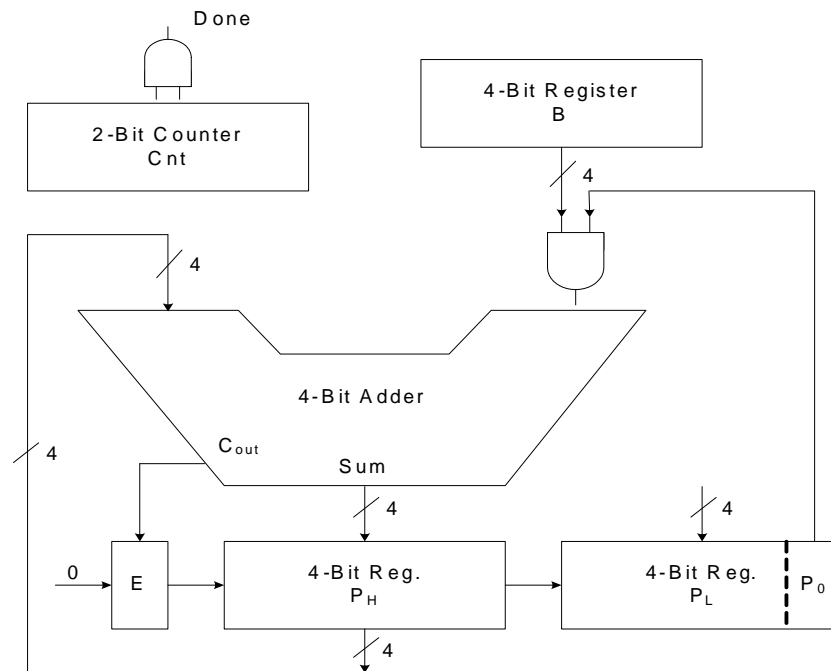 Done
4-Bit Register
B
2-Bit Counter
Cnt
4
4
4-Bit Adder
4
Cout
Sum
4
4
0
E
4-Bit Reg.
PH
4-Bit Reg.
PL
P0
4